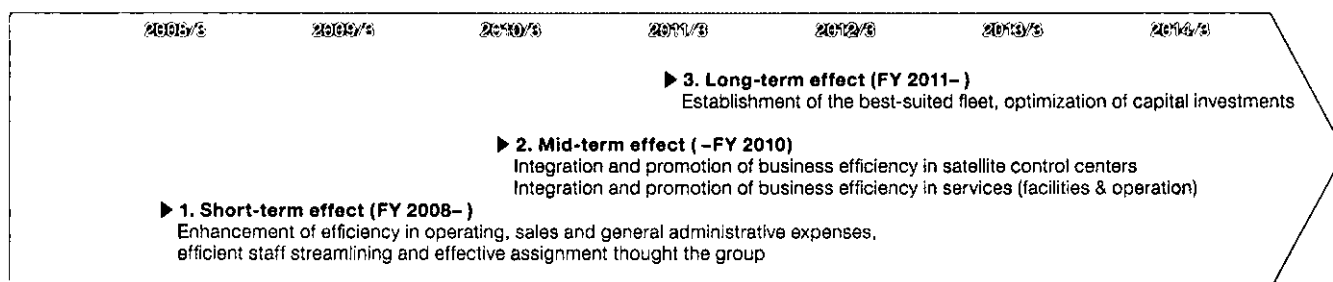 2008/3 2009/3 2010/3 2011/3 2012/3 2013/3 2014/3
▶ 3. Long-term effect (FY 2011– )
Establishment of the best-suited fleet, optimization of capital investments
▶ 2. Mid-term effect ( –FY 2010)
Integration and promotion of business efficiency in satellite control centers
Integration and promotion of business efficiency in services (facilities & operation)
▶ 1. Short-term effect (FY 2008– )
Enhancement of efficiency in operating, sales and general administrative expenses,
efficient staff streamlining and effective assignment thought the group